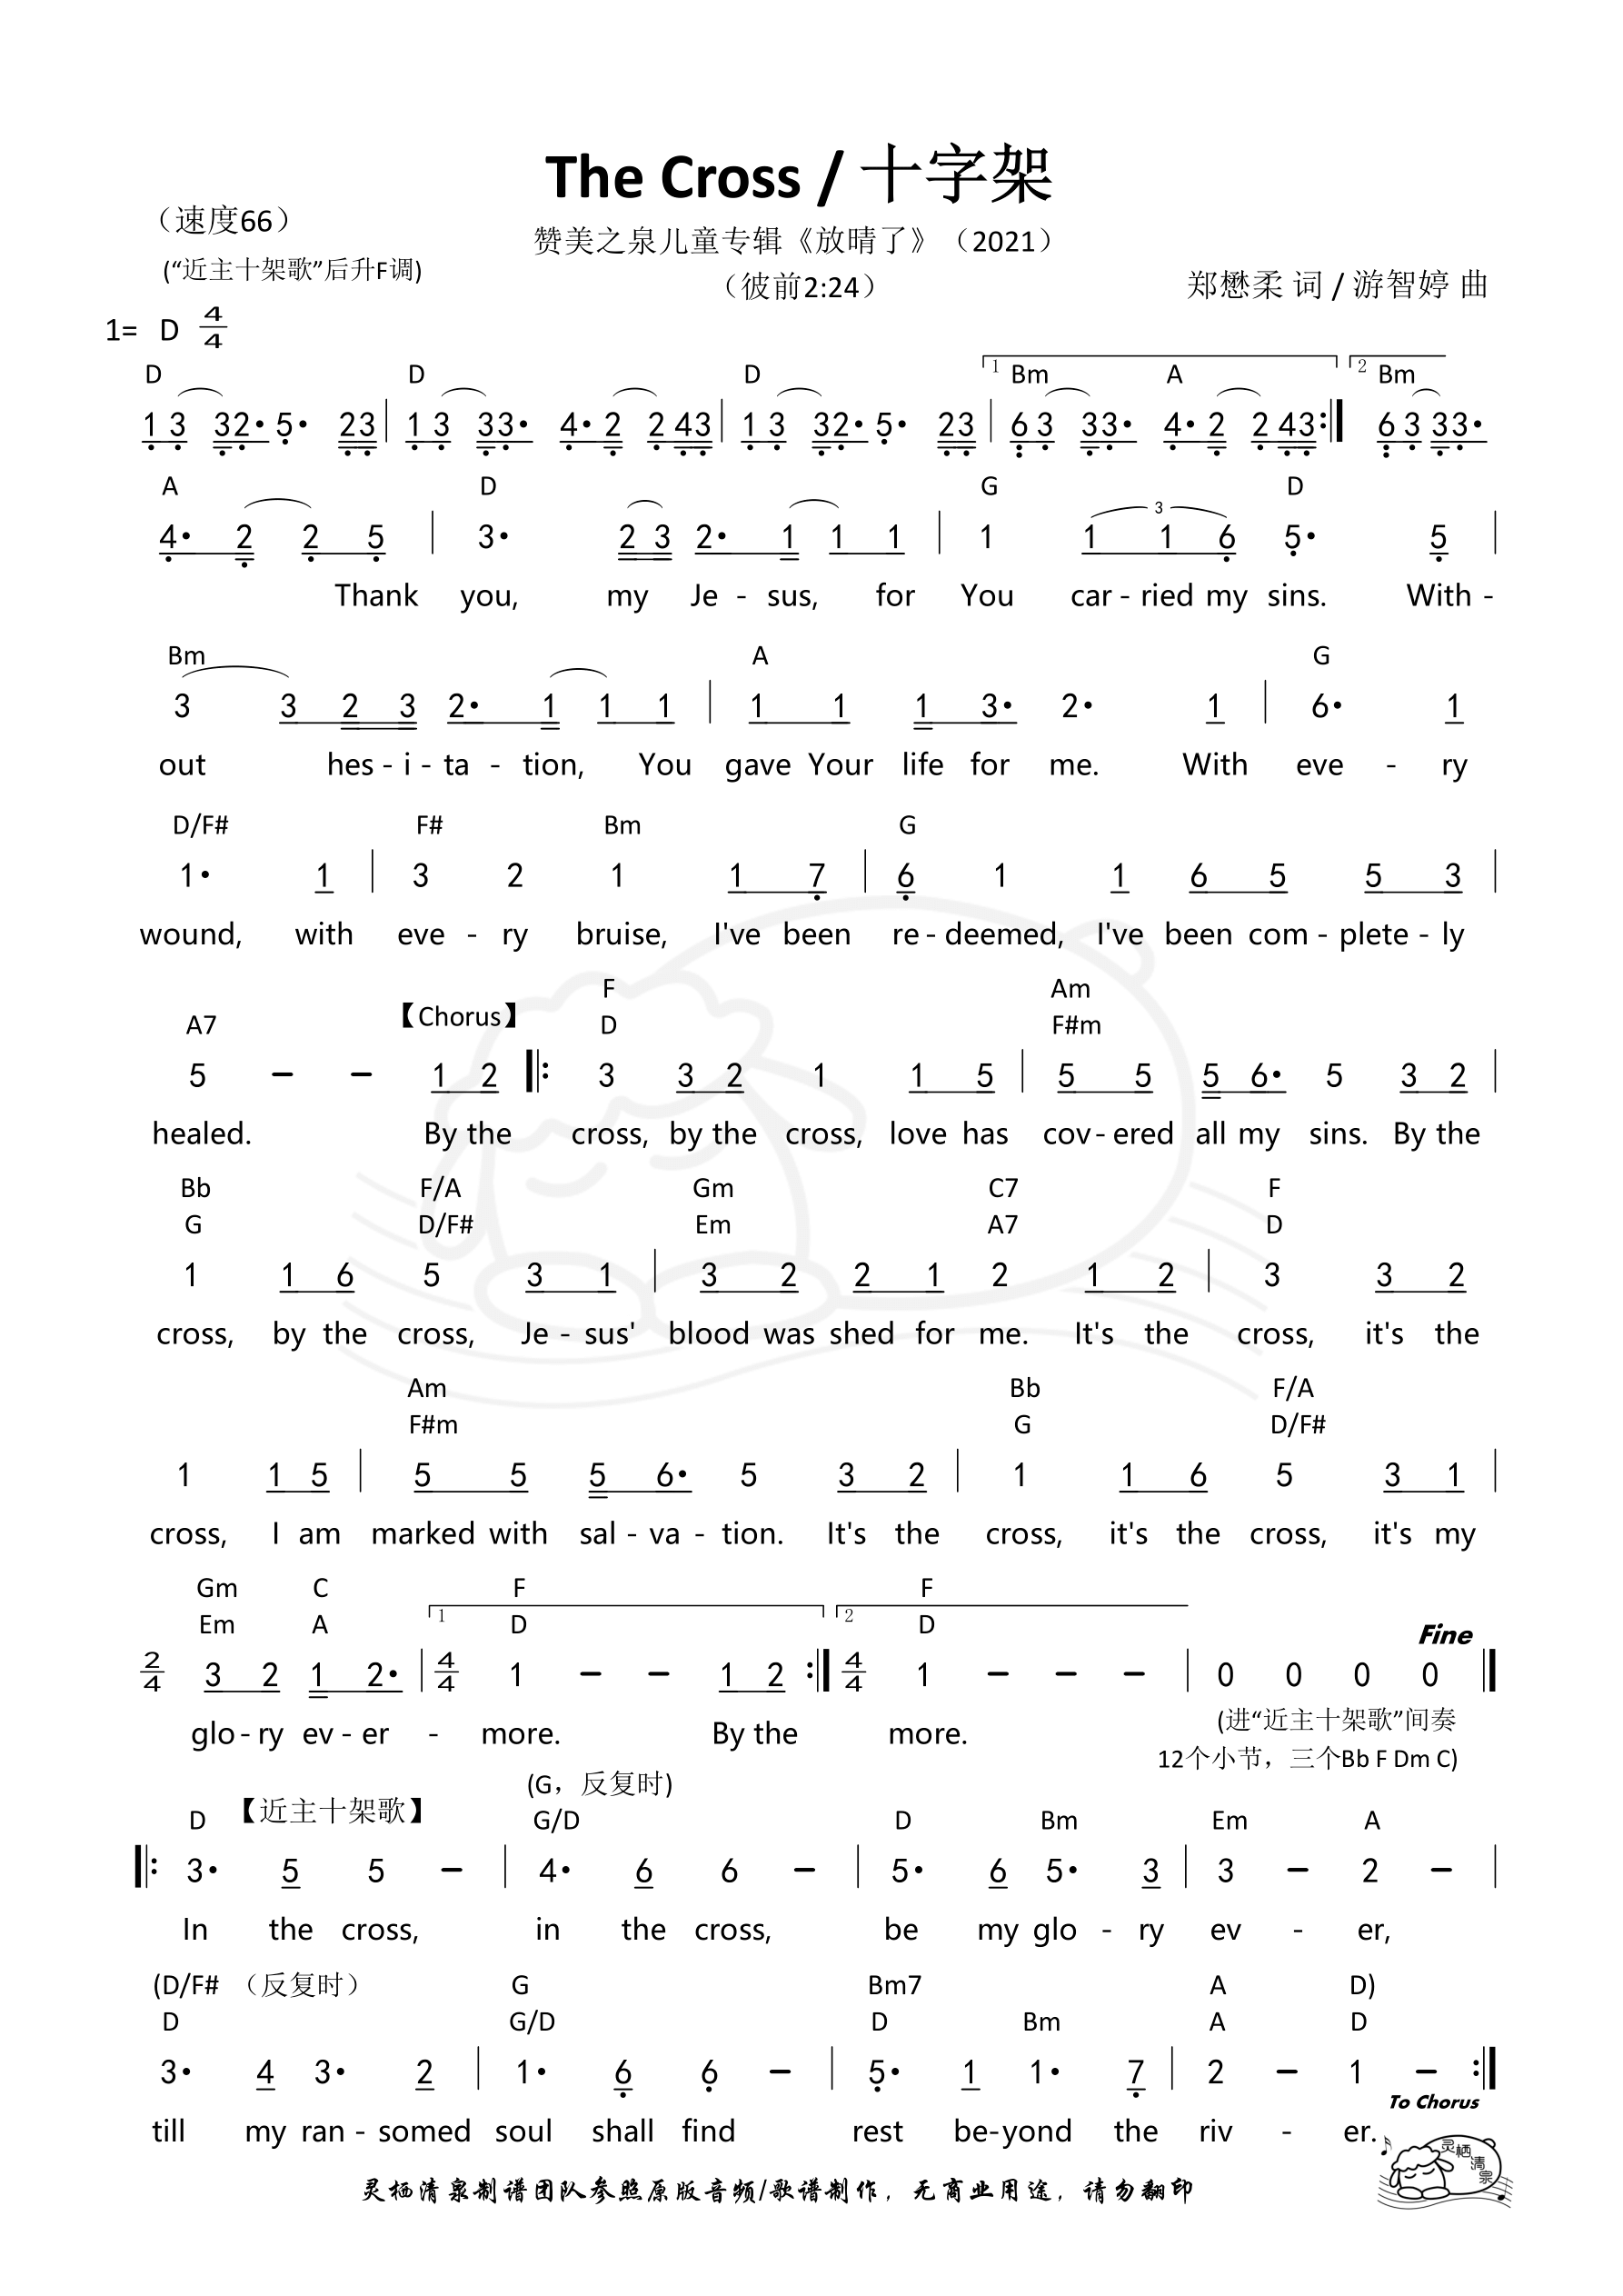 The Cross / 十字架
（速度66）
赞美之泉儿童专辑《放晴了》（2021）
(“近主十架歌”后升F调)
（彼前2:24）
郑懋柔 词 / 游智婷 曲
1= D 4/4
D D D 1 Bm A 2 Bm
1 3 32· 5· 23 | 1 3 33· 4·2 2 43 | 1 3 32· 5· 23 | 6 3 33· 4·2 2 43 :| 6 3 33·
A D G D
4· 2 2 5 | 3· 2 3 2· 1 1 1 | 1 3 1 1 6 5· 5 |
Thank you, my Je - sus, for You car - ried my sins. With -
Bm A G
3 3 2 3 2· 1 1 1 | 1 1 1 3· 2· 1 | 6· 1
out hes - i - ta - tion, You gave Your life for me. With eve - ry
D/F# F# Bm G
1· 1 | 3 2 1 1 7 | 6 1 1 6 5 5 3 |
wound, with eve - ry bruise, I've been re - deemed, I've been com - plete - ly
F Am
A7 【Chorus】 D F#m
5 – – 1 2 |: 3 3 2 1 1 5 | 5 5 5 6· 5 3 2 |
healed. By the cross, by the cross, love has cov - ered all my sins. By the
Bb F/A Gm C7 F
G D/F# Em A7 D
1 1 6 5 3 1 | 3 2 2 1 2 1 2 | 3 3 2
cross, by the cross, Je - sus' blood was shed for me. It's the cross, it's the
Am Bb F/A
F#m G D/F#
1 1 5 | 5 5 5 6· 5 3 2 | 1 1 6 5 3 1 |
cross, I am marked with sal - va - tion. It's the cross, it's the cross, it's my
Gm C F F
Em A 1 D 2 D Fine
2/4 3 2 1 2· | 4/4 1 – – 1 2 :| 4/4 1 – – – | 0 0 0 0 ||
glo - ry ev - er - more. By the more.
(进“近主十架歌”间奏
12个小节，三个Bb F Dm C)
(G，反复时)
D 【近主十架歌】 G/D D Bm Em A
|: 3· 5 5 – | 4· 6 6 – | 5· 6 5· 3 | 3 – 2 – |
In the cross, in the cross, be my glo - ry ev - er,
(D/F# （反复时） G Bm7 A D)
D G/D D Bm A D
3· 4 3· 2 | 1· 6 6 – | 5· 1 1· 7 | 2 – 1 – :|
To Chorus
till my ran - somed soul shall find rest be - yond the riv - er.
灵栖清泉
灵栖清泉制谱团队参照原版音频/歌谱制作，无商业用途，请勿翻印